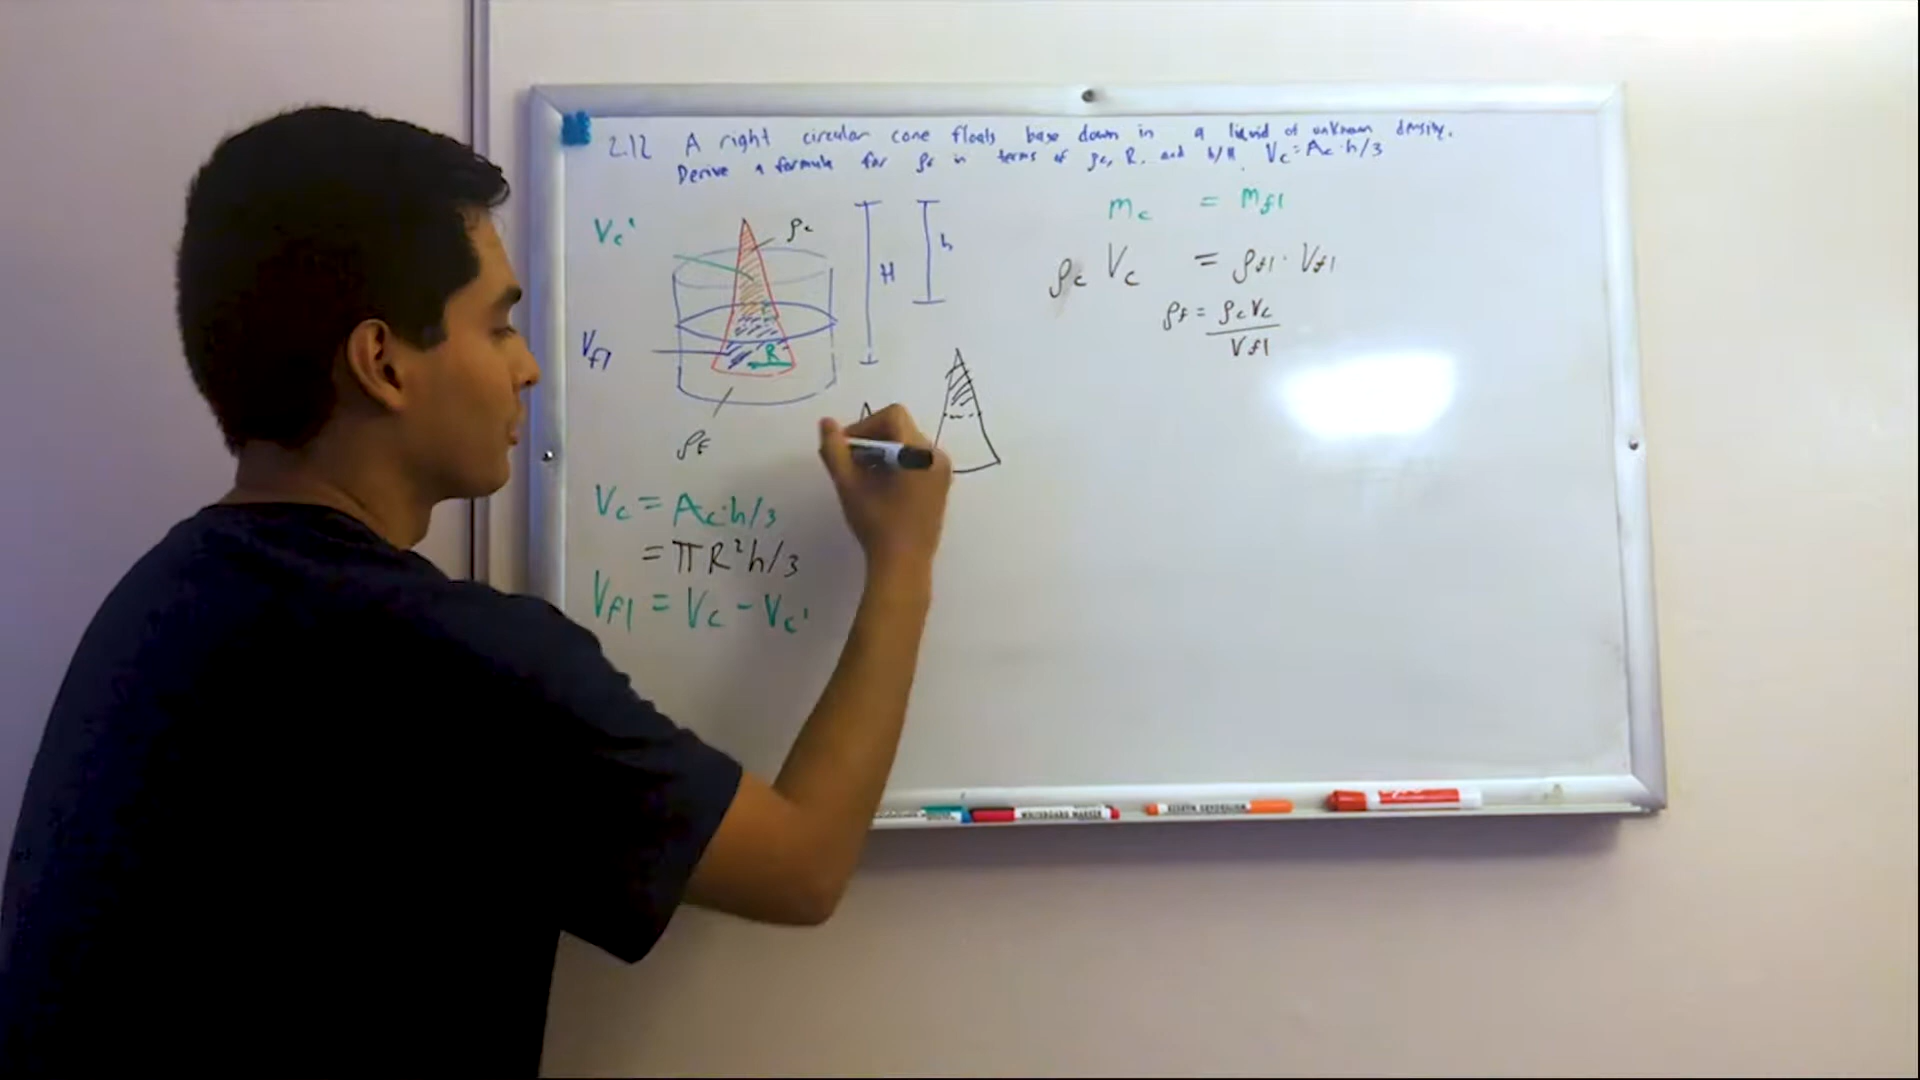 2.12 A right circular cone floats base down in a liquid of unknown density.
Derive a formula for ρf in terms of ρc, R, and h/H. Vc = Ac·h/3
Vc'
ρc
H
h
mc = mfl
ρc Vc = ρfl · Vfl
ρf = ρcVc
Vfl
Vfl
R
ρf
Vc = Ac·h/3
= πR²h/3
Vfl = Vc - Vc'
WHITEBOARD MARKER